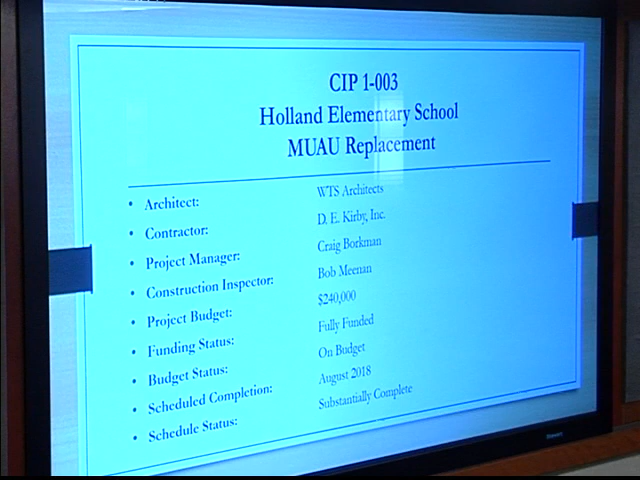 CIP 1-003
Holland Elementary School
MUAU Replacement
• Architect: WTS Architects
• Contractor: D. E. Kirby, Inc.
• Project Manager: Craig Borkman
• Construction Inspector: Bob Meenan
• Project Budget: $240,000
• Funding Status: Fully Funded
• Budget Status: On Budget
• Scheduled Completion: August 2018
• Schedule Status: Substantially Complete